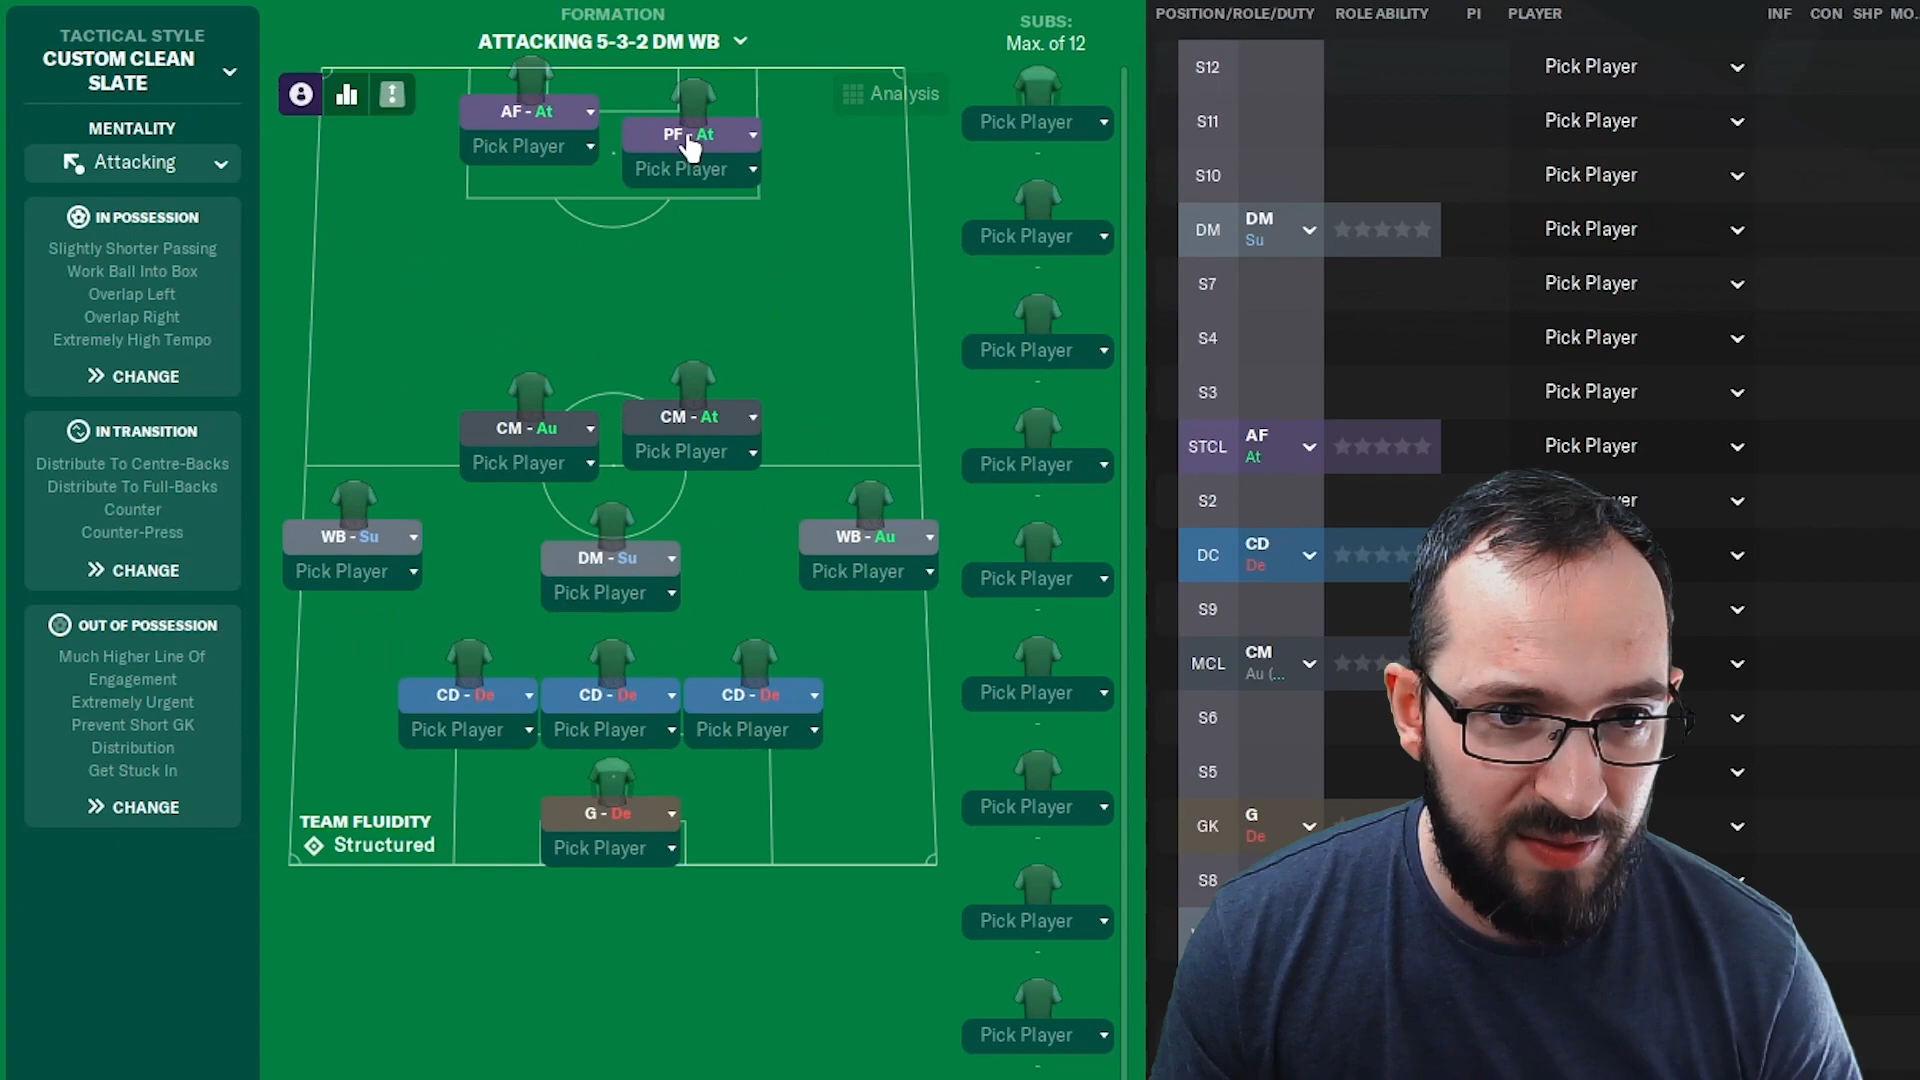 TACTICAL STYLE
CUSTOM CLEAN
SLATE
MENTALITY
Attacking
IN POSSESSION
Slightly Shorter Passing
Work Ball Into Box
Overlap Left
Overlap Right
Extremely High Tempo
CHANGE
IN TRANSITION
Distribute To Centre-Backs
Distribute To Full-Backs
Counter
Counter-Press
CHANGE
OUT OF POSSESSION
Much Higher Line Of
Engagement
Extremely Urgent
Prevent Short GK
Distribution
Get Stuck In
CHANGE
FORMATION
ATTACKING 5-3-2 DM WB
Analysis
AF - At
Pick Player
PF - At
Pick Player
CM - Au
Pick Player
CM - At
Pick Player
WB - Su
Pick Player
DM - Su
Pick Player
WB - Au
Pick Player
CD - De
Pick Player
CD - De
Pick Player
CD - De
Pick Player
G - De
Pick Player
TEAM FLUIDITY
Structured
SUBS:
Max. of 12
Pick Player
Pick Player
Pick Player
Pick Player
Pick Player
Pick Player
Pick Player
Pick Player
Pick Player
POSITION/ROLE/DUTY ROLE ABILITY PI PLAYER INF CON SHP MO.
S12 Pick Player
S11 Pick Player
S10 Pick Player
DM DM Su Pick Player
S7 Pick Player
S4 Pick Player
S3 Pick Player
STCL AF At Pick Player
S2
DC CD De
S9
MCL CM Au (...
S6
S5
GK G De
S8